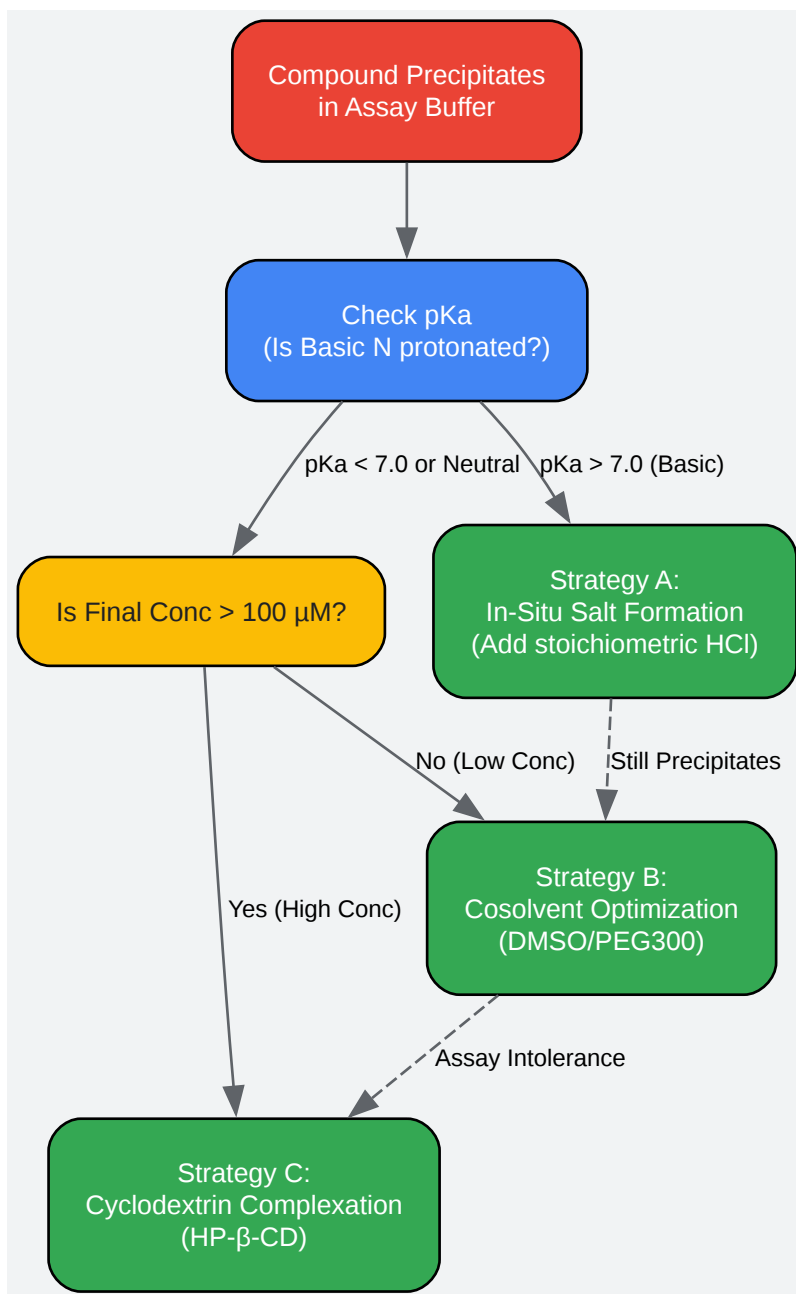 Compound Precipitates
in Assay Buffer
Check pKa
(Is Basic N protonated?)
pKa < 7.0 or Neutral
pKa > 7.0 (Basic)
Is Final Conc > 100 µM?
Strategy A:
In-Situ Salt Formation
(Add stoichiometric HCl)
No (Low Conc)
Still Precipitates
Strategy B:
Cosolvent Optimization
(DMSO/PEG300)
Yes (High Conc)
Assay Intolerance
Strategy C:
Cyclodextrin Complexation
(HP-β-CD)